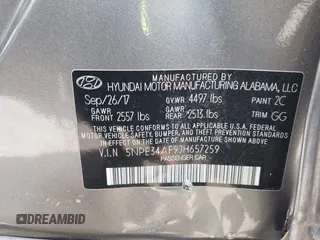 MANUFACTURED BY
HYUNDAI MOTOR MANUFACTURING ALABAMA, LLC
Sep/26/17 GVWR 4497 lbs PAINT 2C
GAWR FRONT 2557 lbs GAWR REAR 2513 lbs TRIM GG
THIS VEHICLE CONFORMS TO ALL APPLICABLE FEDERAL
MOTOR VEHICLE SAFETY, BUMPER, AND THEFT PREVENTION
STANDARDS IN EFFECT ON THE DATE OF
MANUFACTURE SHOWN ABOVE.
V.I.N 5NPE34AF9JH657259
PASSENGER CAR
BIDFAX.INFO